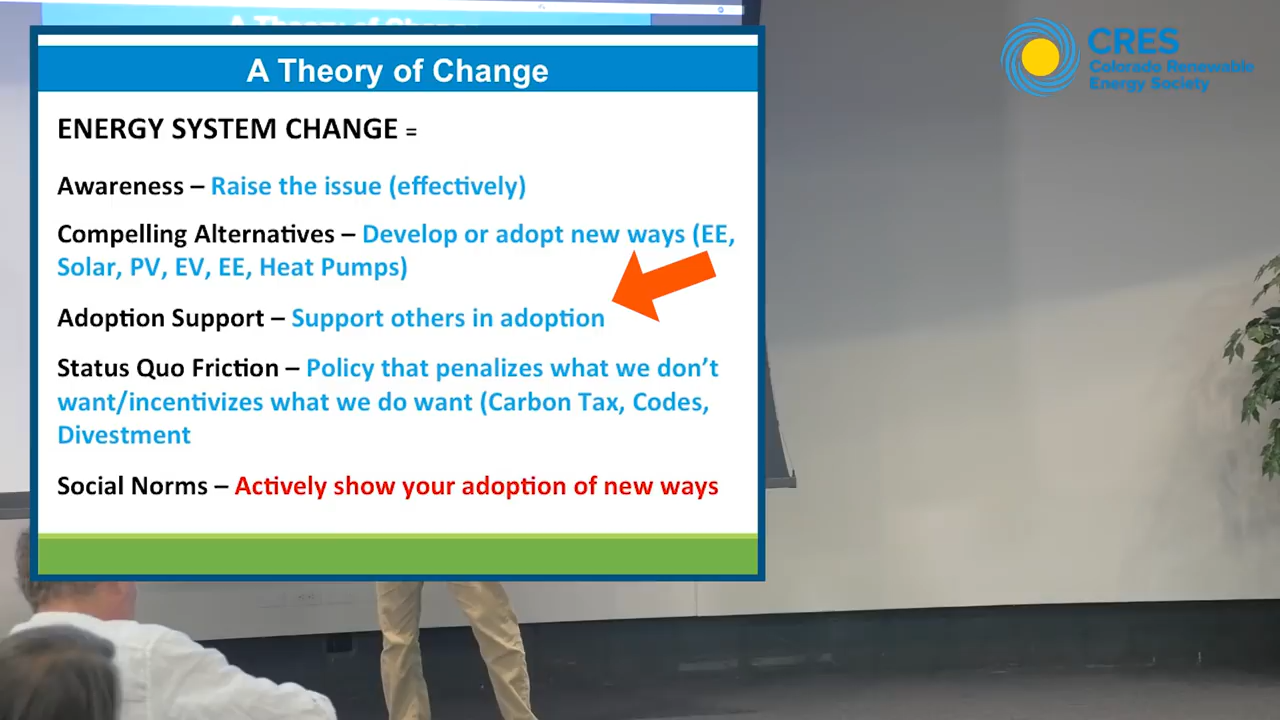 A Theory of Change
CRES
Colorado Renewable
Energy Society
A Theory of Change
ENERGY SYSTEM CHANGE =
Awareness – Raise the issue (effectively)
Compelling Alternatives – Develop or adopt new ways (EE,
Solar, PV, EV, EE, Heat Pumps)
Adoption Support – Support others in adoption
Status Quo Friction – Policy that penalizes what we don’t
want/incentivizes what we do want (Carbon Tax, Codes,
Divestment
Social Norms – Actively show your adoption of new ways